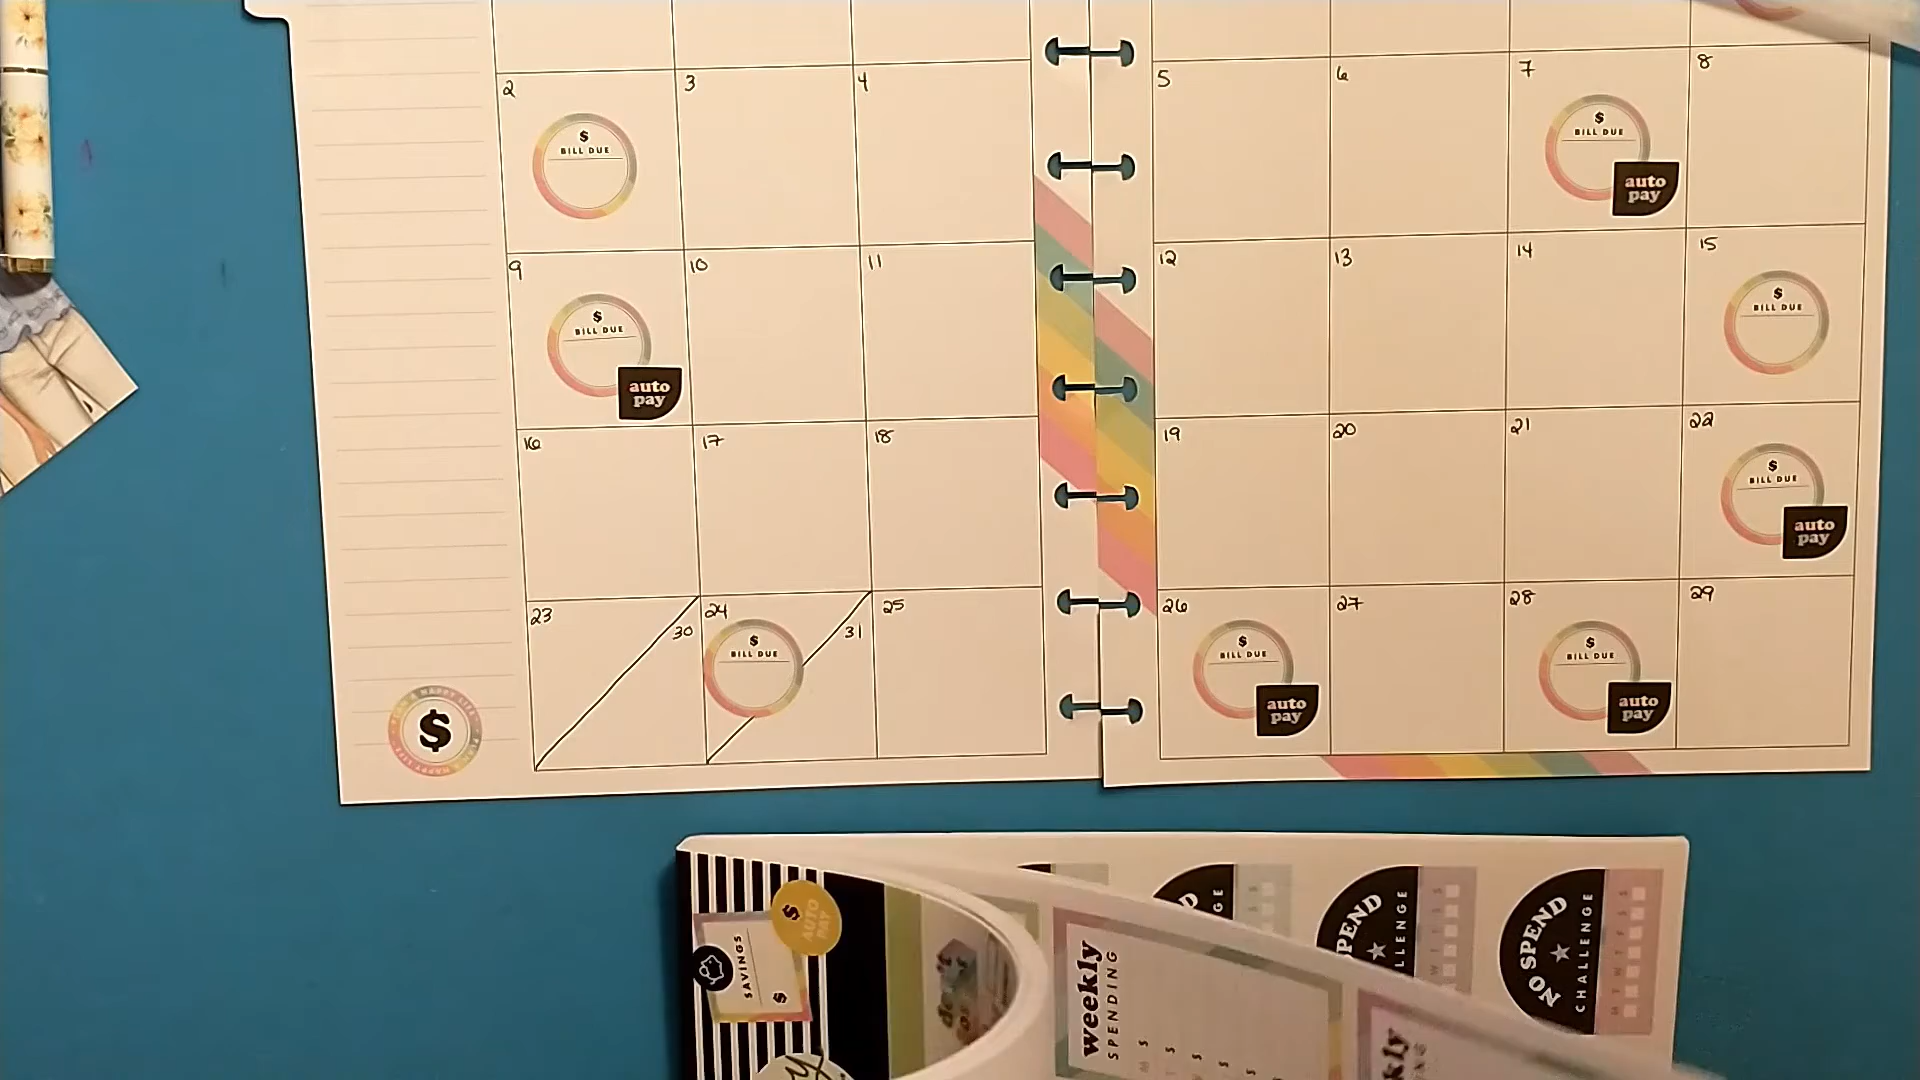 2
3
4
5
6
7
8
$
BILL DUE
$
BILL DUE
auto
pay
9
10
11
12
13
14
15
$
BILL DUE
auto
pay
$
BILL DUE
16
17
18
19
20
21
22
$
BILL DUE
auto
pay
23
30
24
31
25
26
27
28
29
$
BILL DUE
$
BILL DUE
auto
pay
$
BILL DUE
auto
pay
$
$
AUTO
PAY
SAVINGS
$
weekly
SPENDING
$
$
$
$
$
$
NO SPEND
CHALLENGE
M T W T F S S